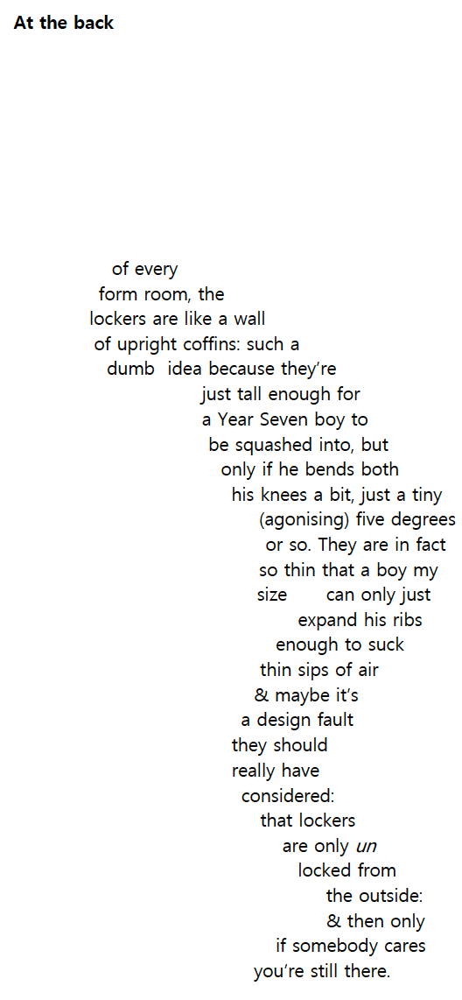 At the back
of every
form room, the
lockers are like a wall
of upright coffins: such a
dumb  idea because they’re
just tall enough for
a Year Seven boy to
be squashed into, but
only if he bends both
his knees a bit, just a tiny
(agonising) five degrees
or so. They are in fact
so thin that a boy my
size      can only just
expand his ribs
enough to suck
thin sips of air
& maybe it’s
a design fault
they should
really have
considered:
that lockers
are only un
locked from
the outside:
& then only
if somebody cares
you’re still there.